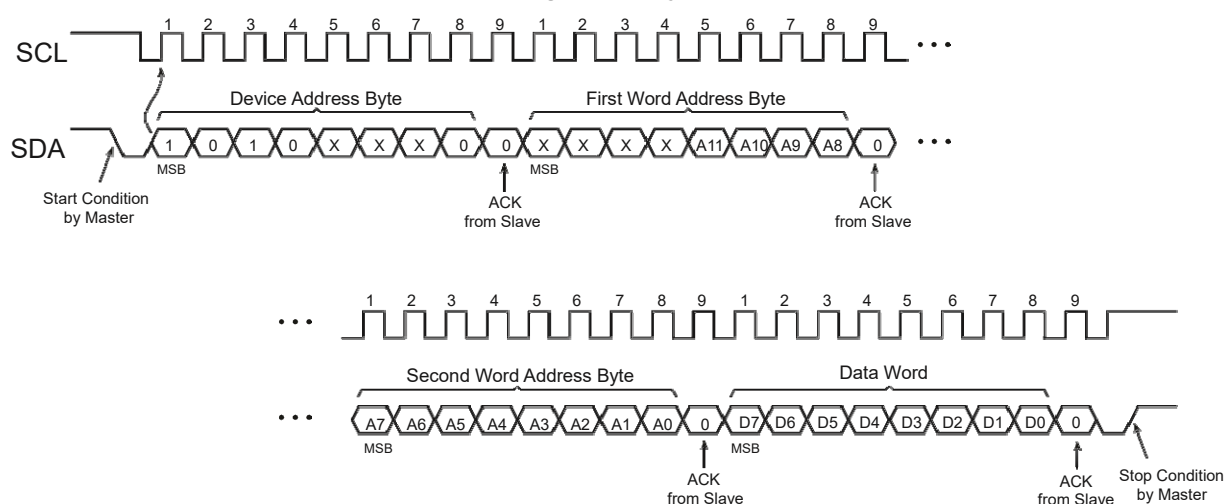 1 2 3 4 5 6 7 8 9 1 2 3 4 5 6 7 8 9
SCL
Device Address Byte First Word Address Byte
SDA 1 0 1 0 X X X 0 0 X X X X A11 A10 A9 A8 0
MSB MSB
Start Condition
by Master
ACK
from Slave
ACK
from Slave
1 2 3 4 5 6 7 8 9 1 2 3 4 5 6 7 8 9
Second Word Address Byte Data Word
A7 A6 A5 A4 A3 A2 A1 A0 0 D7 D6 D5 D4 D3 D2 D1 D0 0
MSB MSB
ACK
from Slave
ACK
from Slave
Stop Condition
by Master